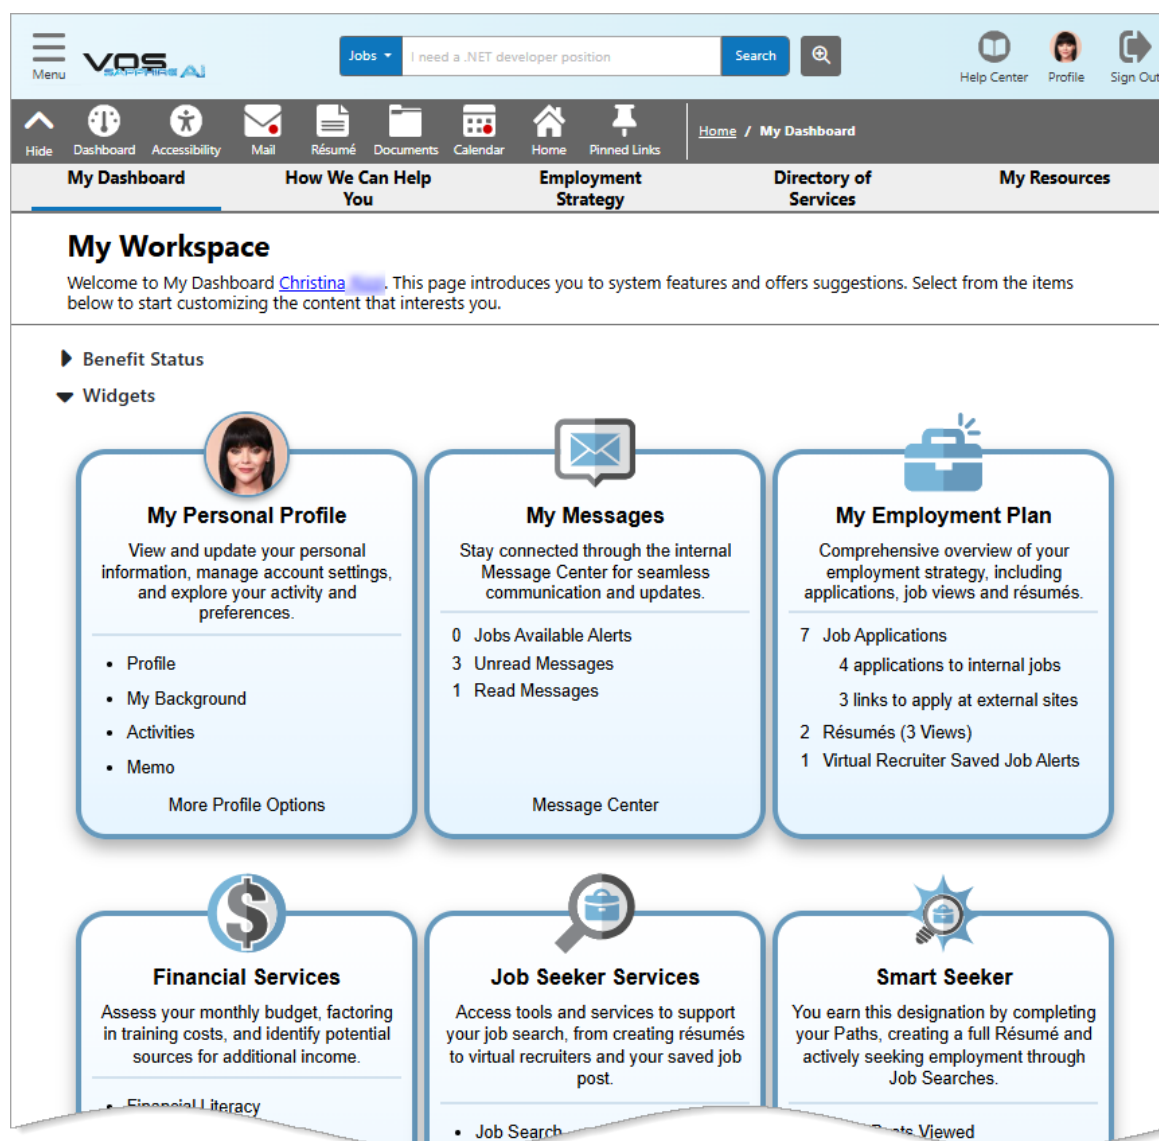 Menu
VOS
SAPPHIRE AI
Jobs
I need a .NET developer position
Search
Help Center
Profile
Sign Out
Hide
Dashboard
Accessibility
Mail
Résumé
Documents
Calendar
Home
Pinned Links
Home / My Dashboard
My Dashboard
How We Can Help
You
Employment
Strategy
Directory of
Services
My Resources
My Workspace
Welcome to My Dashboard Christina . This page introduces you to system features and offers suggestions. Select from the items
below to start customizing the content that interests you.
Benefit Status
Widgets
My Personal Profile
View and update your personal
information, manage account settings,
and explore your activity and
preferences.
• Profile
• My Background
• Activities
• Memo
More Profile Options
My Messages
Stay connected through the internal
Message Center for seamless
communication and updates.
0 Jobs Available Alerts
3 Unread Messages
1 Read Messages
Message Center
My Employment Plan
Comprehensive overview of your
employment strategy, including
applications, job views and résumés.
7 Job Applications
4 applications to internal jobs
3 links to apply at external sites
2 Résumés (3 Views)
1 Virtual Recruiter Saved Job Alerts
Financial Services
Assess your monthly budget, factoring
in training costs, and identify potential
sources for additional income.
• Financial Literacy
Job Seeker Services
Access tools and services to support
your job search, from creating résumés
to virtual recruiters and your saved job
post.
• Job Search
Smart Seeker
You earn this designation by completing
your Paths, creating a full Résumé and
actively seeking employment through
Job Searches.
Posts Viewed